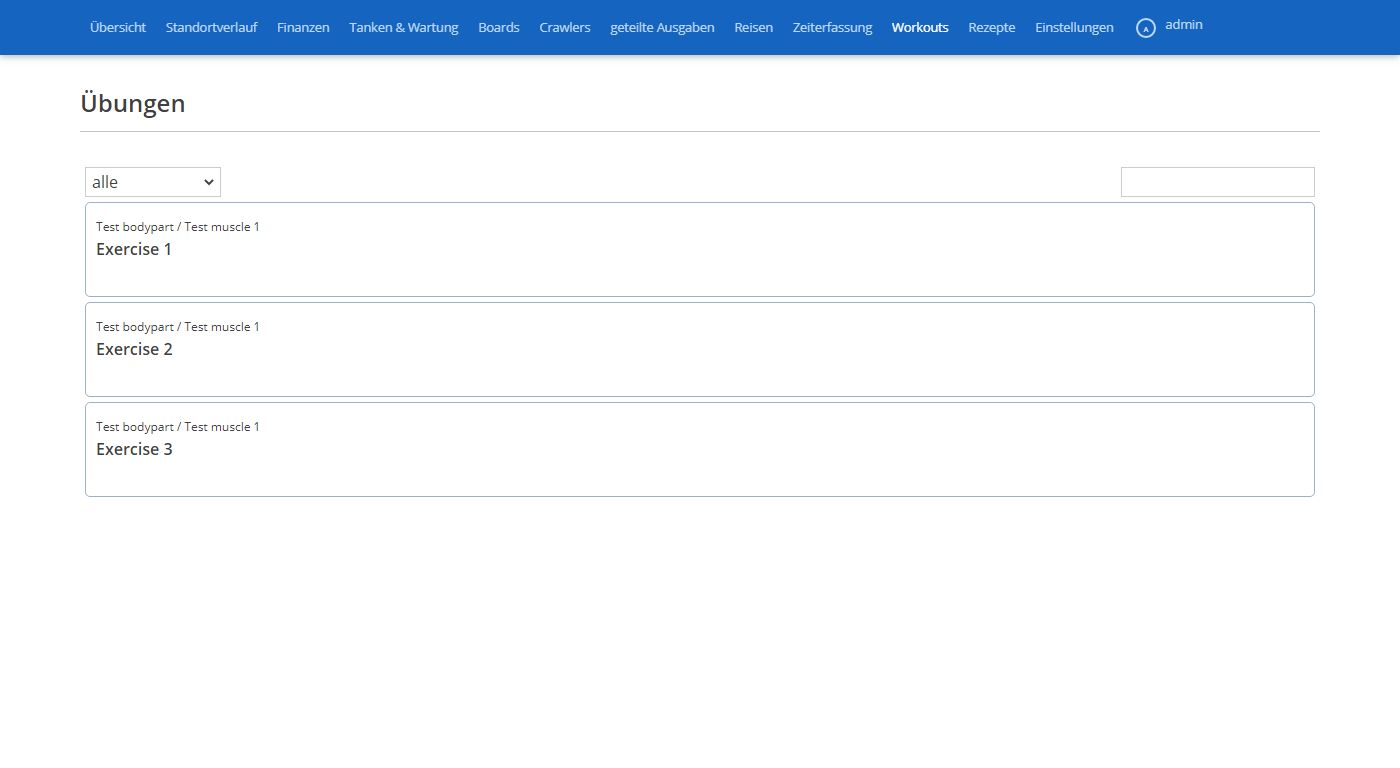 Übersicht Standortverlauf Finanzen Tanken & Wartung Boards Crawlers geteilte Ausgaben Reisen Zeiterfassung Workouts Rezepte Einstellungen A admin
Übungen
alle
Test bodypart / Test muscle 1
Exercise 1
Test bodypart / Test muscle 1
Exercise 2
Test bodypart / Test muscle 1
Exercise 3